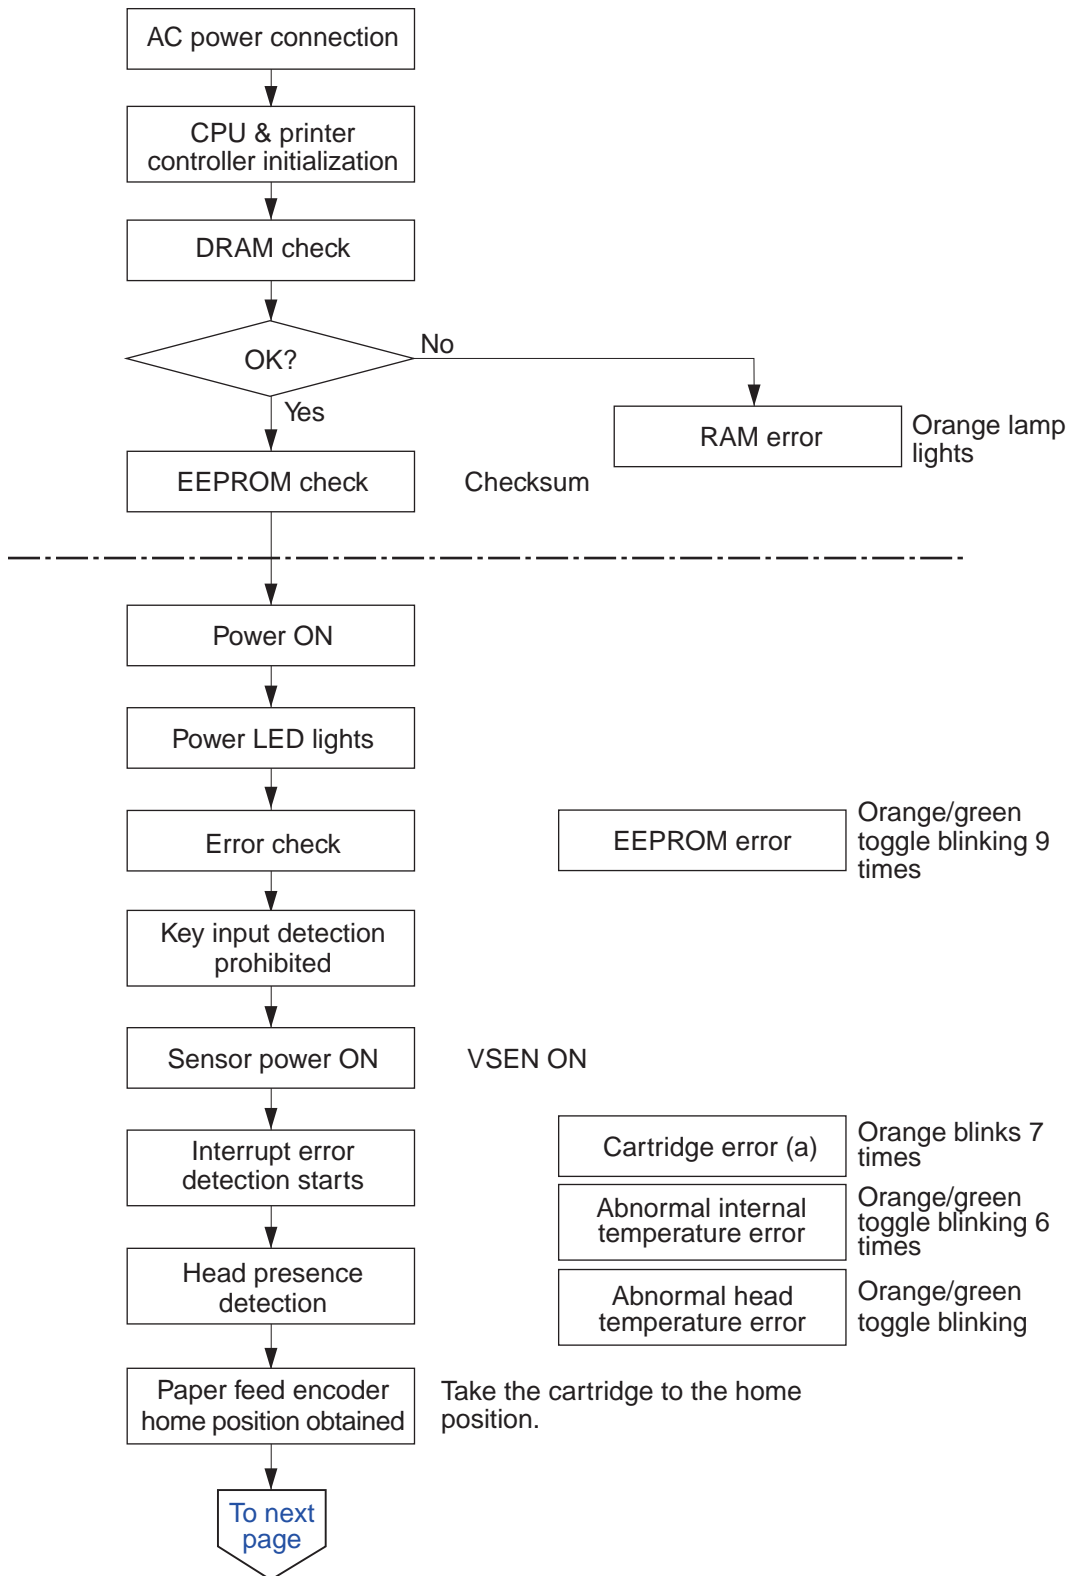 AC power connection
CPU & printer
controller initialization
DRAM check
OK?
No
Yes
RAM error
Orange lamp
lights
EEPROM check
Checksum
Power ON
Power LED lights
Error check
EEPROM error
Orange/green
toggle blinking 9
times
Key input detection
prohibited
Sensor power ON
VSEN ON
Interrupt error
detection starts
Cartridge error (a)
Orange blinks 7
times
Abnormal internal
temperature error
Orange/green
toggle blinking 6
times
Head presence
detection
Abnormal head
temperature error
Orange/green
toggle blinking
Paper feed encoder
home position obtained
Take the cartridge to the home
position.
To next
page